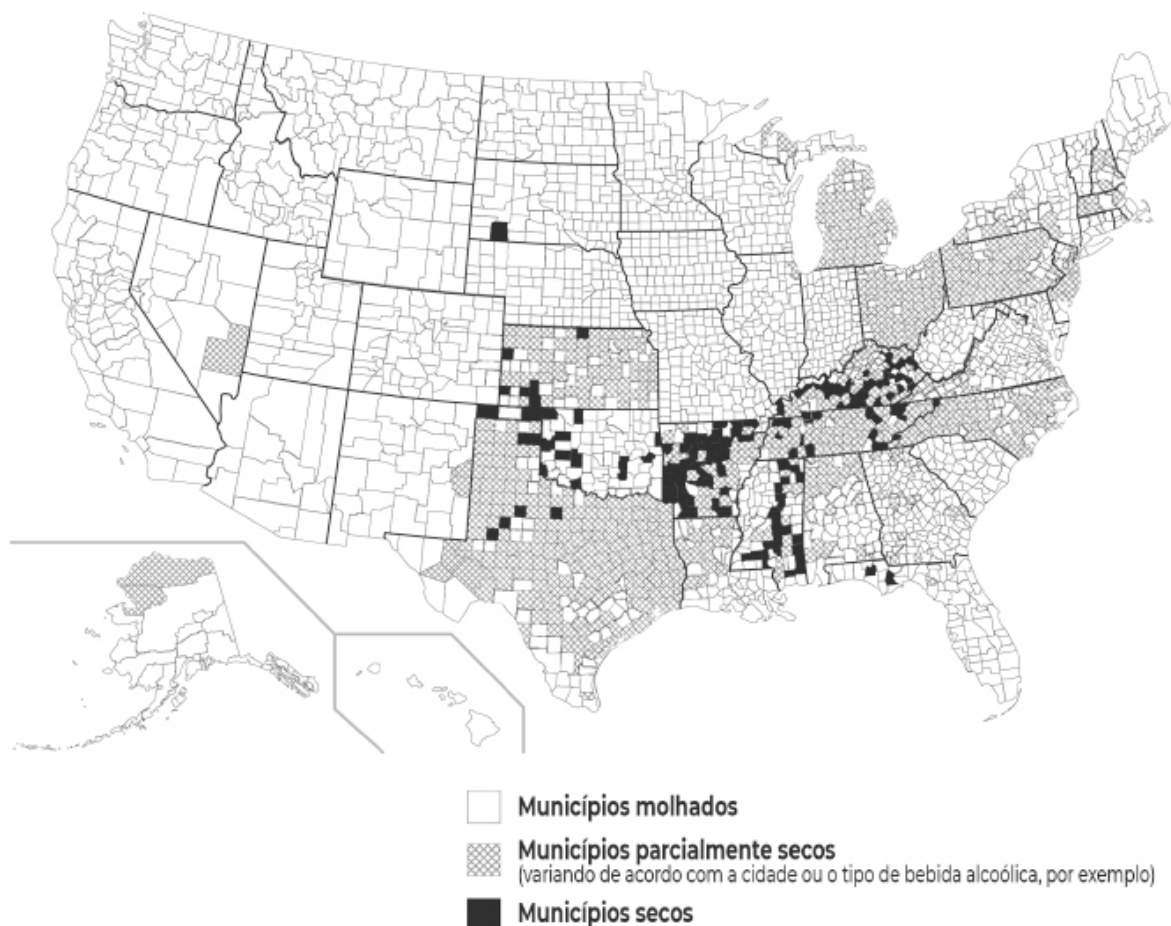 Municípios molhados
Municípios parcialmente secos
(variando de acordo com a cidade ou o tipo de bebida alcoólica, por exemplo)
Municípios secos